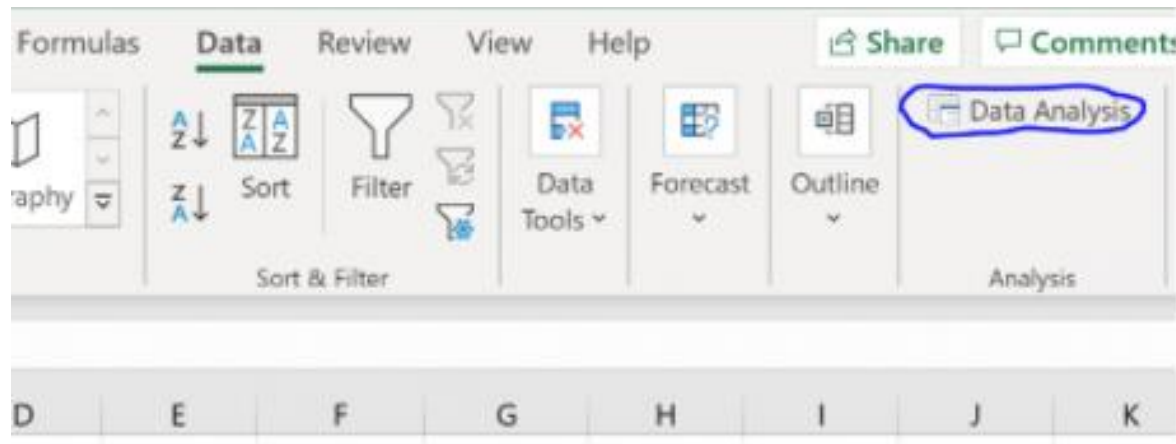 Formulas Data Review View Help Share Comments
Data Analysis
raphy Sort Filter Data Tools Forecast Outline
Sort & Filter Analysis
D E F G H I J K